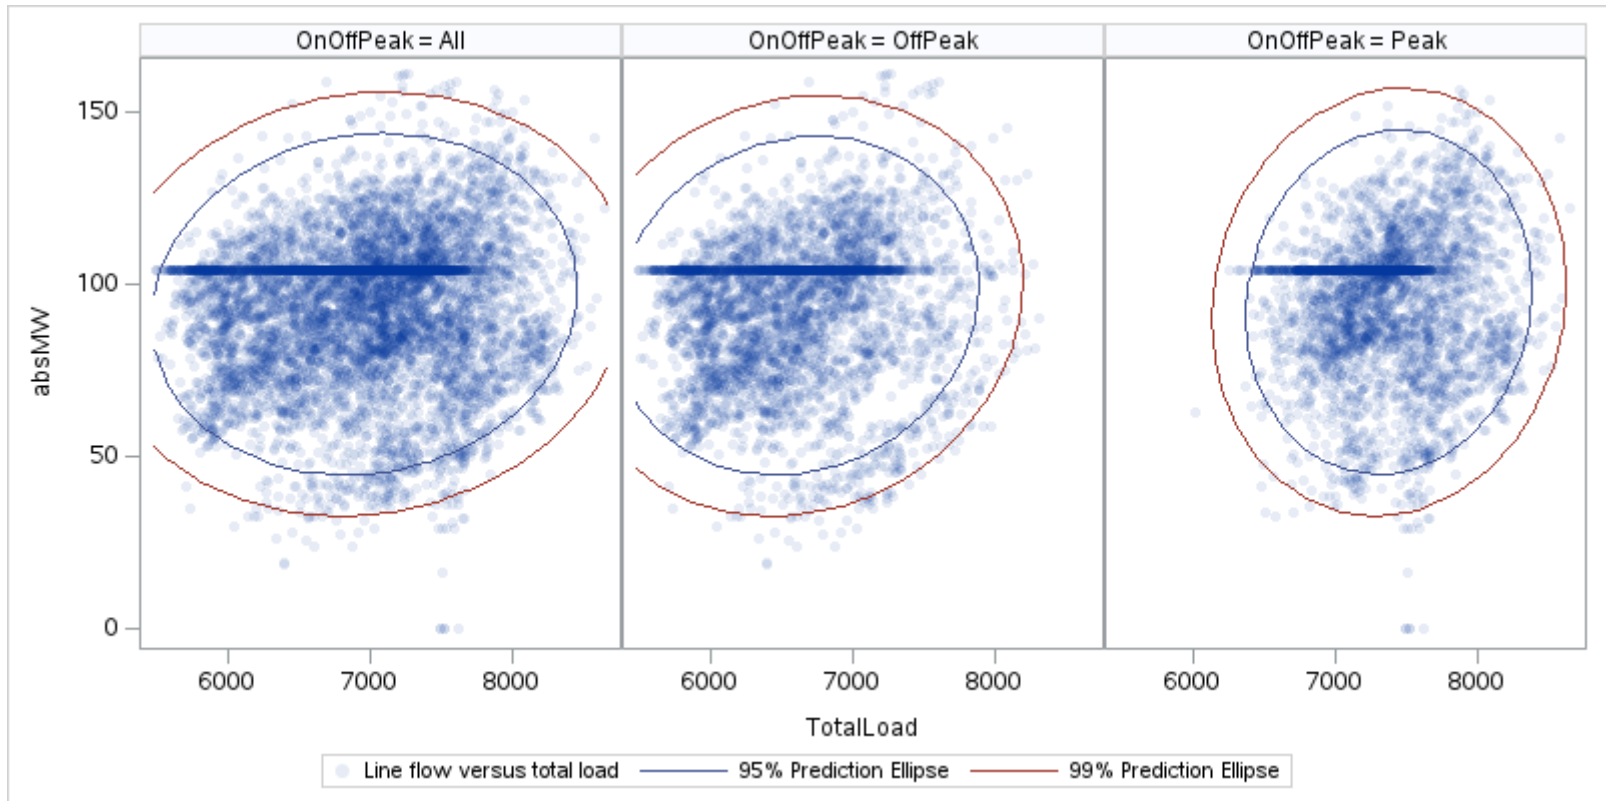 OnOffPeak = All
OnOffPeak = OffPeak
OnOffPeak = Peak
150
100
50
0
absMW
6000 7000 8000
6000 7000 8000
6000 7000 8000
TotalLoad
Line flow versus total load
95% Prediction Ellipse
99% Prediction Ellipse